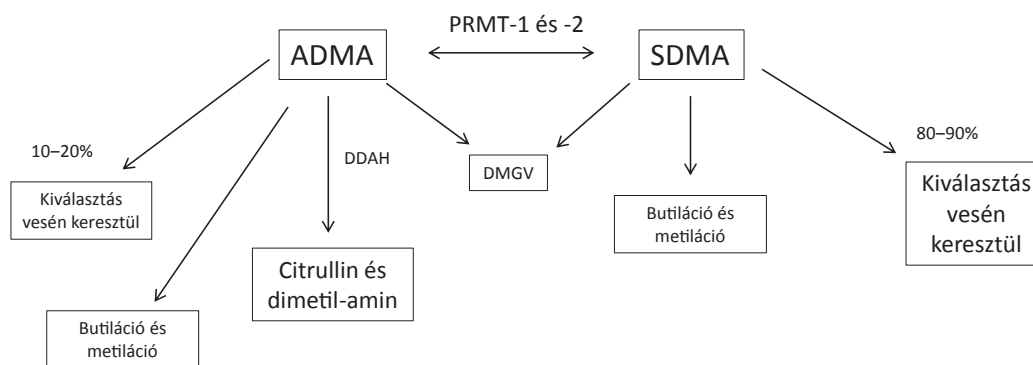 PRMT-1 és -2
ADMA
SDMA
10–20%
DDAH
80–90%
DMGV
Kiválasztás
vesén keresztül
Kiválasztás
vesén
keresztül
Butiláció és
metiláció
Citrullin és
dimetil-amin
Butiláció és
metiláció